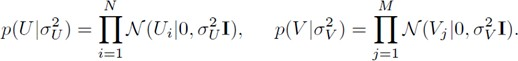 p(U|σ_U^2) = ∏_{i=1}^{N} 𝒩(U_i|0, σ_U^2 𝐈),   p(V|σ_V^2) = ∏_{j=1}^{M} 𝒩(V_j|0, σ_V^2 𝐈).